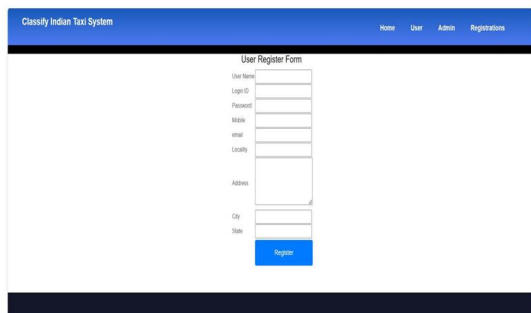 Classify Indian Taxi System
Home User Admin Registrations
User Register Form
User Name
Login ID
Password
Mobile
email
Locality
Address
City
State
Register